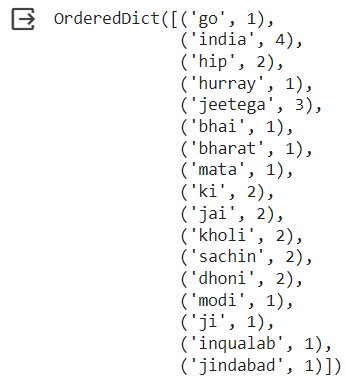 OrderedDict([('go', 1),
('india', 4),
('hip', 2),
('hurray', 1),
('jeetega', 3),
('bhai', 1),
('bharat', 1),
('mata', 1),
('ki', 2),
('jai', 2),
('kholi', 2),
('sachin', 2),
('dhoni', 2),
('modi', 1),
('ji', 1),
('inqualab', 1),
('jindabad', 1)])